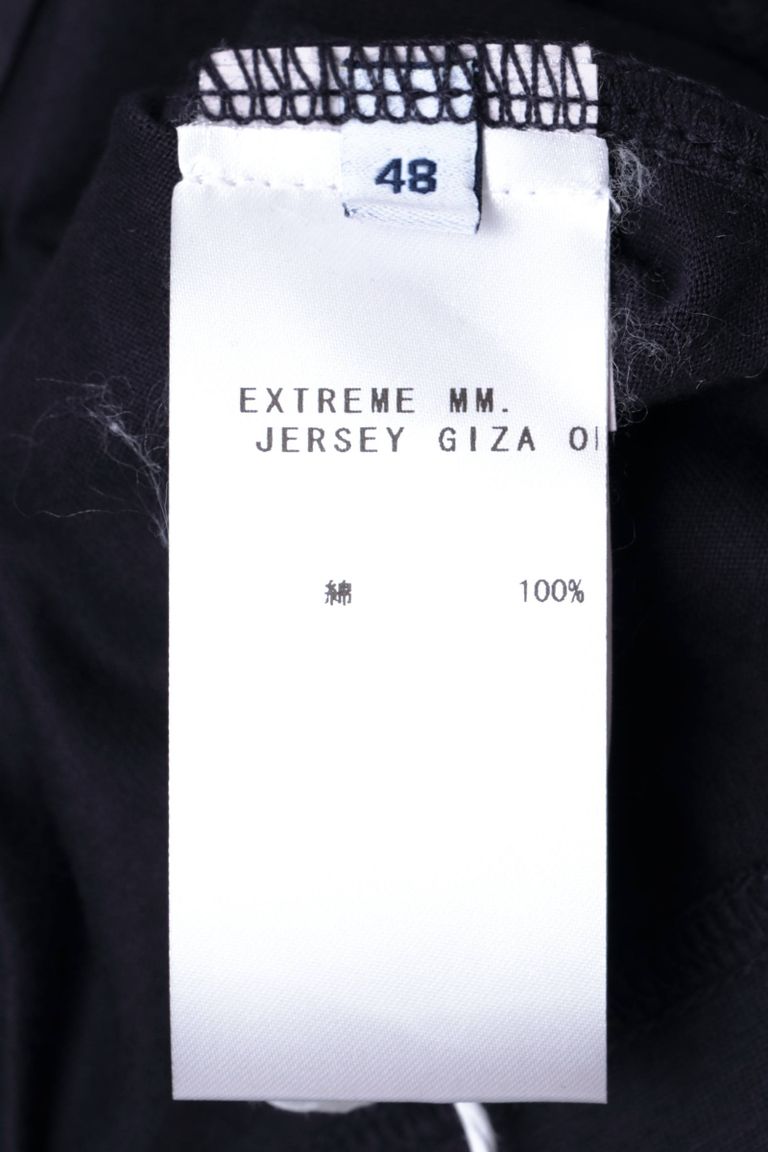 48
EXTREME MM.
JERSEY GIZA
綿 100%